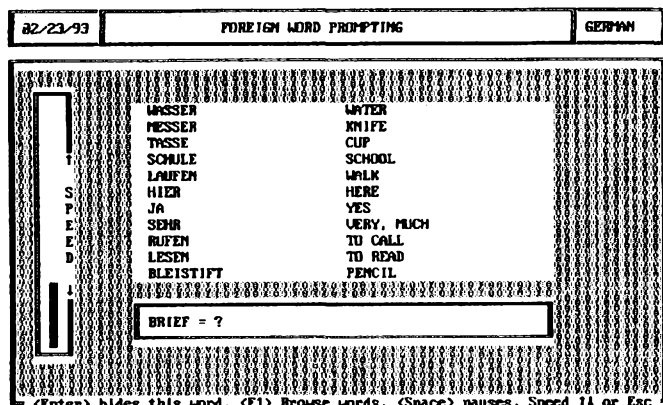 02/23/93 FOREIGN WORD PROMPTING GERMAN
WASSER WATER
MESSER KNIFE
TASSE CUP
SCHULE SCHOOL
LAUFEN WALK
HIER HERE
JA YES
SEHR VERY, MUCH
RUFEN TO CALL
LESEN TO READ
BLEISTIFT PENCIL
↑ SPEED ↓
BRIEF = ?
<Enter> hides this word, <F1> Browse words, <Space> pauses, Speed ↑↓ or Esc